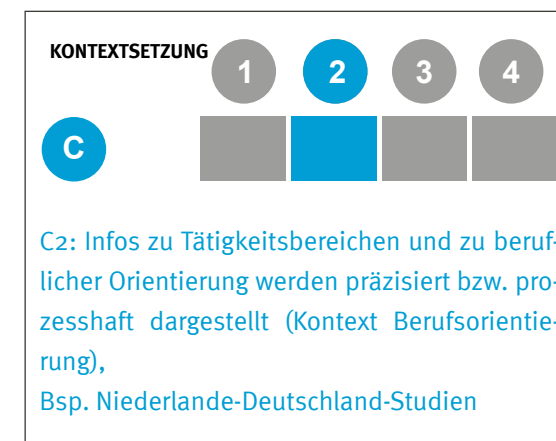 KONTEXTSETZUNG
1 2 3 4
C
C2: Infos zu Tätigkeitsbereichen und zu beruf-
licher Orientierung werden präzisiert bzw. pro-
zesshaft dargestellt (Kontext Berufsorientie-
rung),
Bsp. Niederlande-Deutschland-Studien